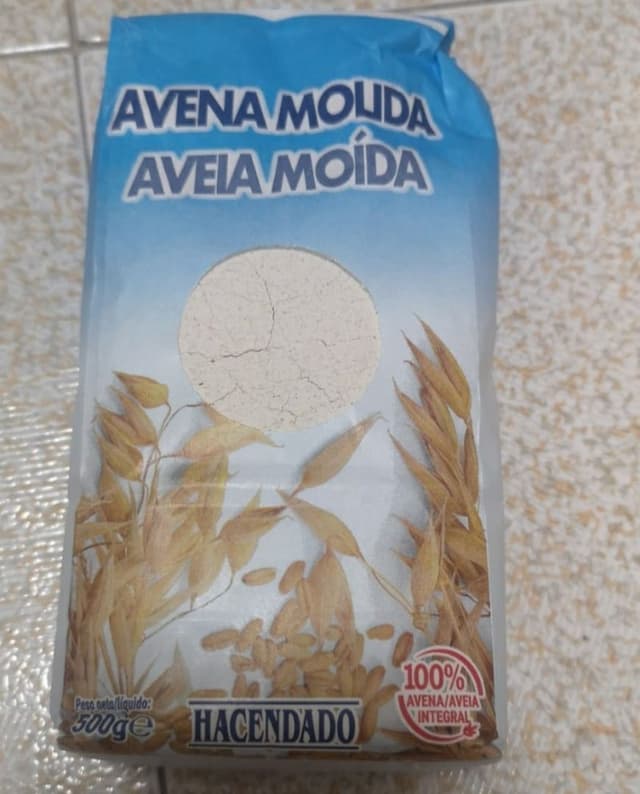 AVENA MOLIDA
AVEIA MOÍDA
100%
AVENA/AVEIA
INTEGRAL
Peso neto/líquido:
500g e
HACENDADO